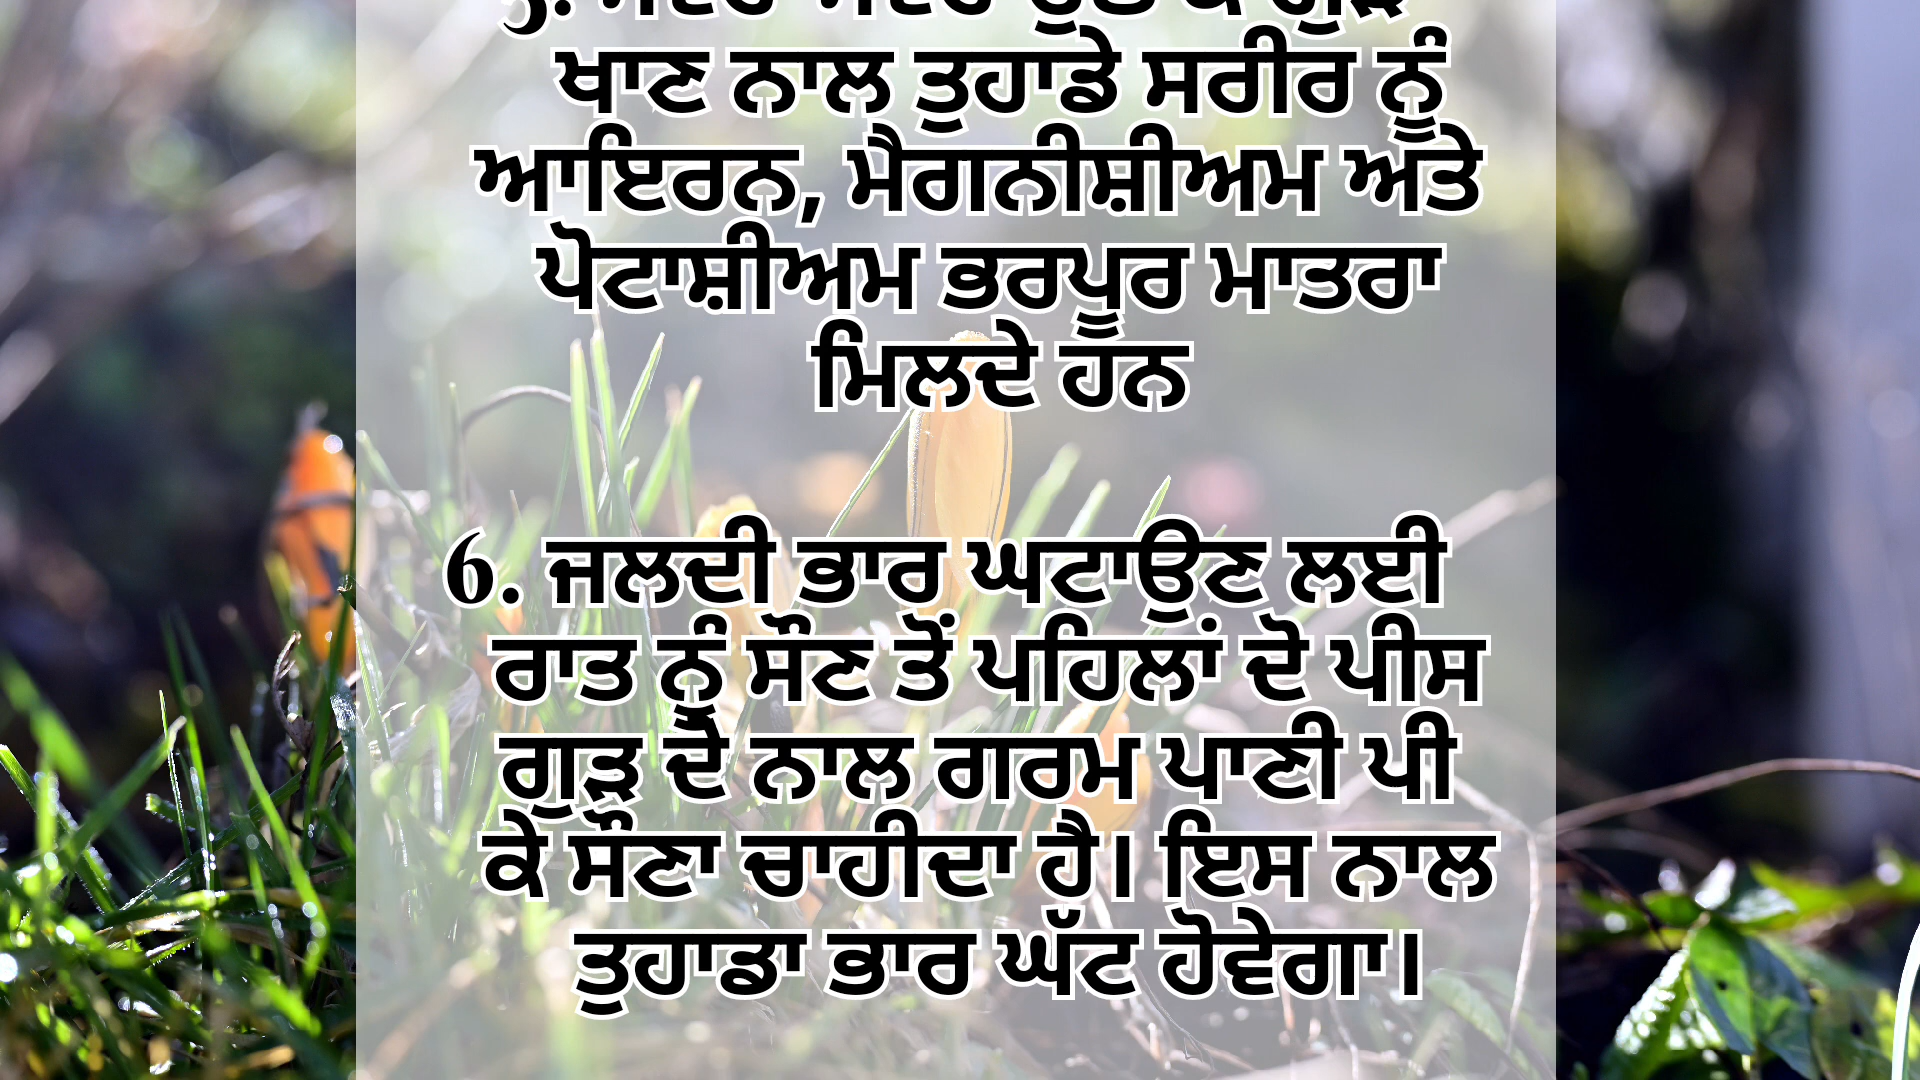 ਖਾਣ ਨਾਲ ਤੁਹਾਡੇ ਸਰੀਰ ਨੂੰ
ਆਇਰਨ, ਮੈਗਨੀਸ਼ੀਅਮ ਅਤੇ
ਪੋਟਾਸ਼ੀਅਮ ਭਰਪੂਰ ਮਾਤਰਾ
ਮਿਲਦੇ ਹਨ
6. ਜਲਦੀ ਭਾਰ ਘਟਾਉਣ ਲਈ
ਰਾਤ ਨੂੰ ਸੌਣ ਤੋਂ ਪਹਿਲਾਂ ਦੋ ਪੀਸ
ਗੁੜ ਦੇ ਨਾਲ ਗਰਮ ਪਾਣੀ ਪੀ
ਕੇ ਸੌਣਾ ਚਾਹੀਦਾ ਹੈ। ਇਸ ਨਾਲ
ਤੁਹਾਡਾ ਭਾਰ ਘੱਟ ਹੋਵੇਗਾ।